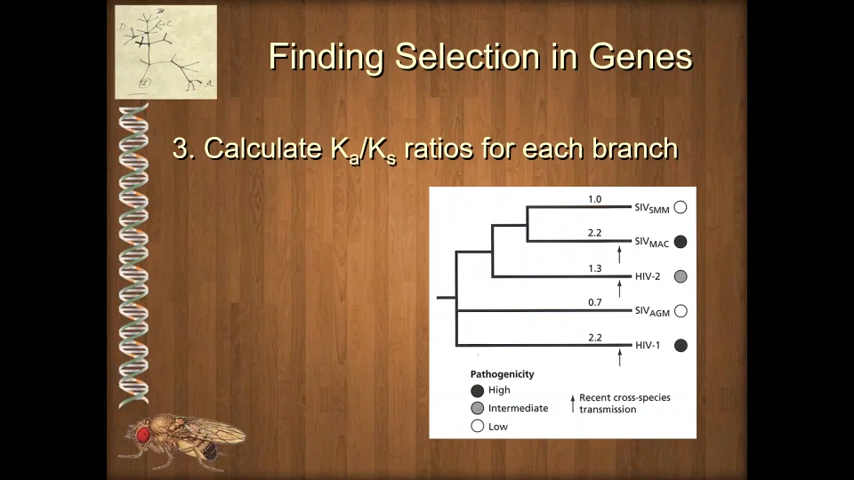 Finding Selection in Genes
3. Calculate Ka/Ks ratios for each branch
1.0
SIVSMM
2.2
SIVMAC
1.3
HIV-2
0.7
SIVAGM
2.2
HIV-1
Pathogenicity
High
Intermediate
Low
Recent cross-species
transmission